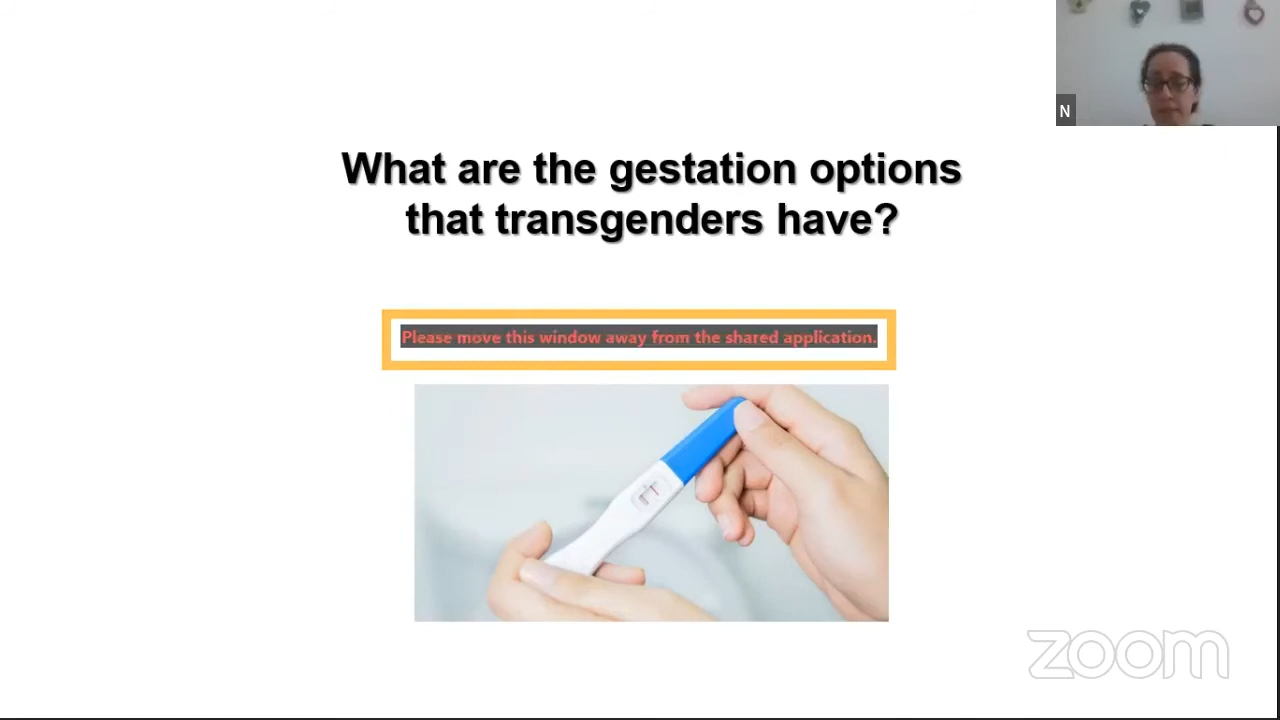 N
What are the gestation options
that transgenders have?
Please move this window away from the shared application.
zoom